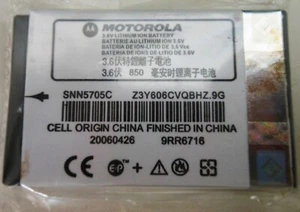 MOTOROLA
3.6V LITHIUM ION BATTERY
BATTERIE AU LITHIUM ION 3.6V
BATERIA DE ION-LITIO DE 3.6 V
BATERIA DE IONES DE LITIO 3.6 Vcc
3.6伏特鋰離子電池
3.6伏 850 毫安时锂离子电池
SNN5705C Z3Y606CVQBHZ.9G
CELL ORIGIN CHINA FINISHED IN CHINA
20060426 9RR6716